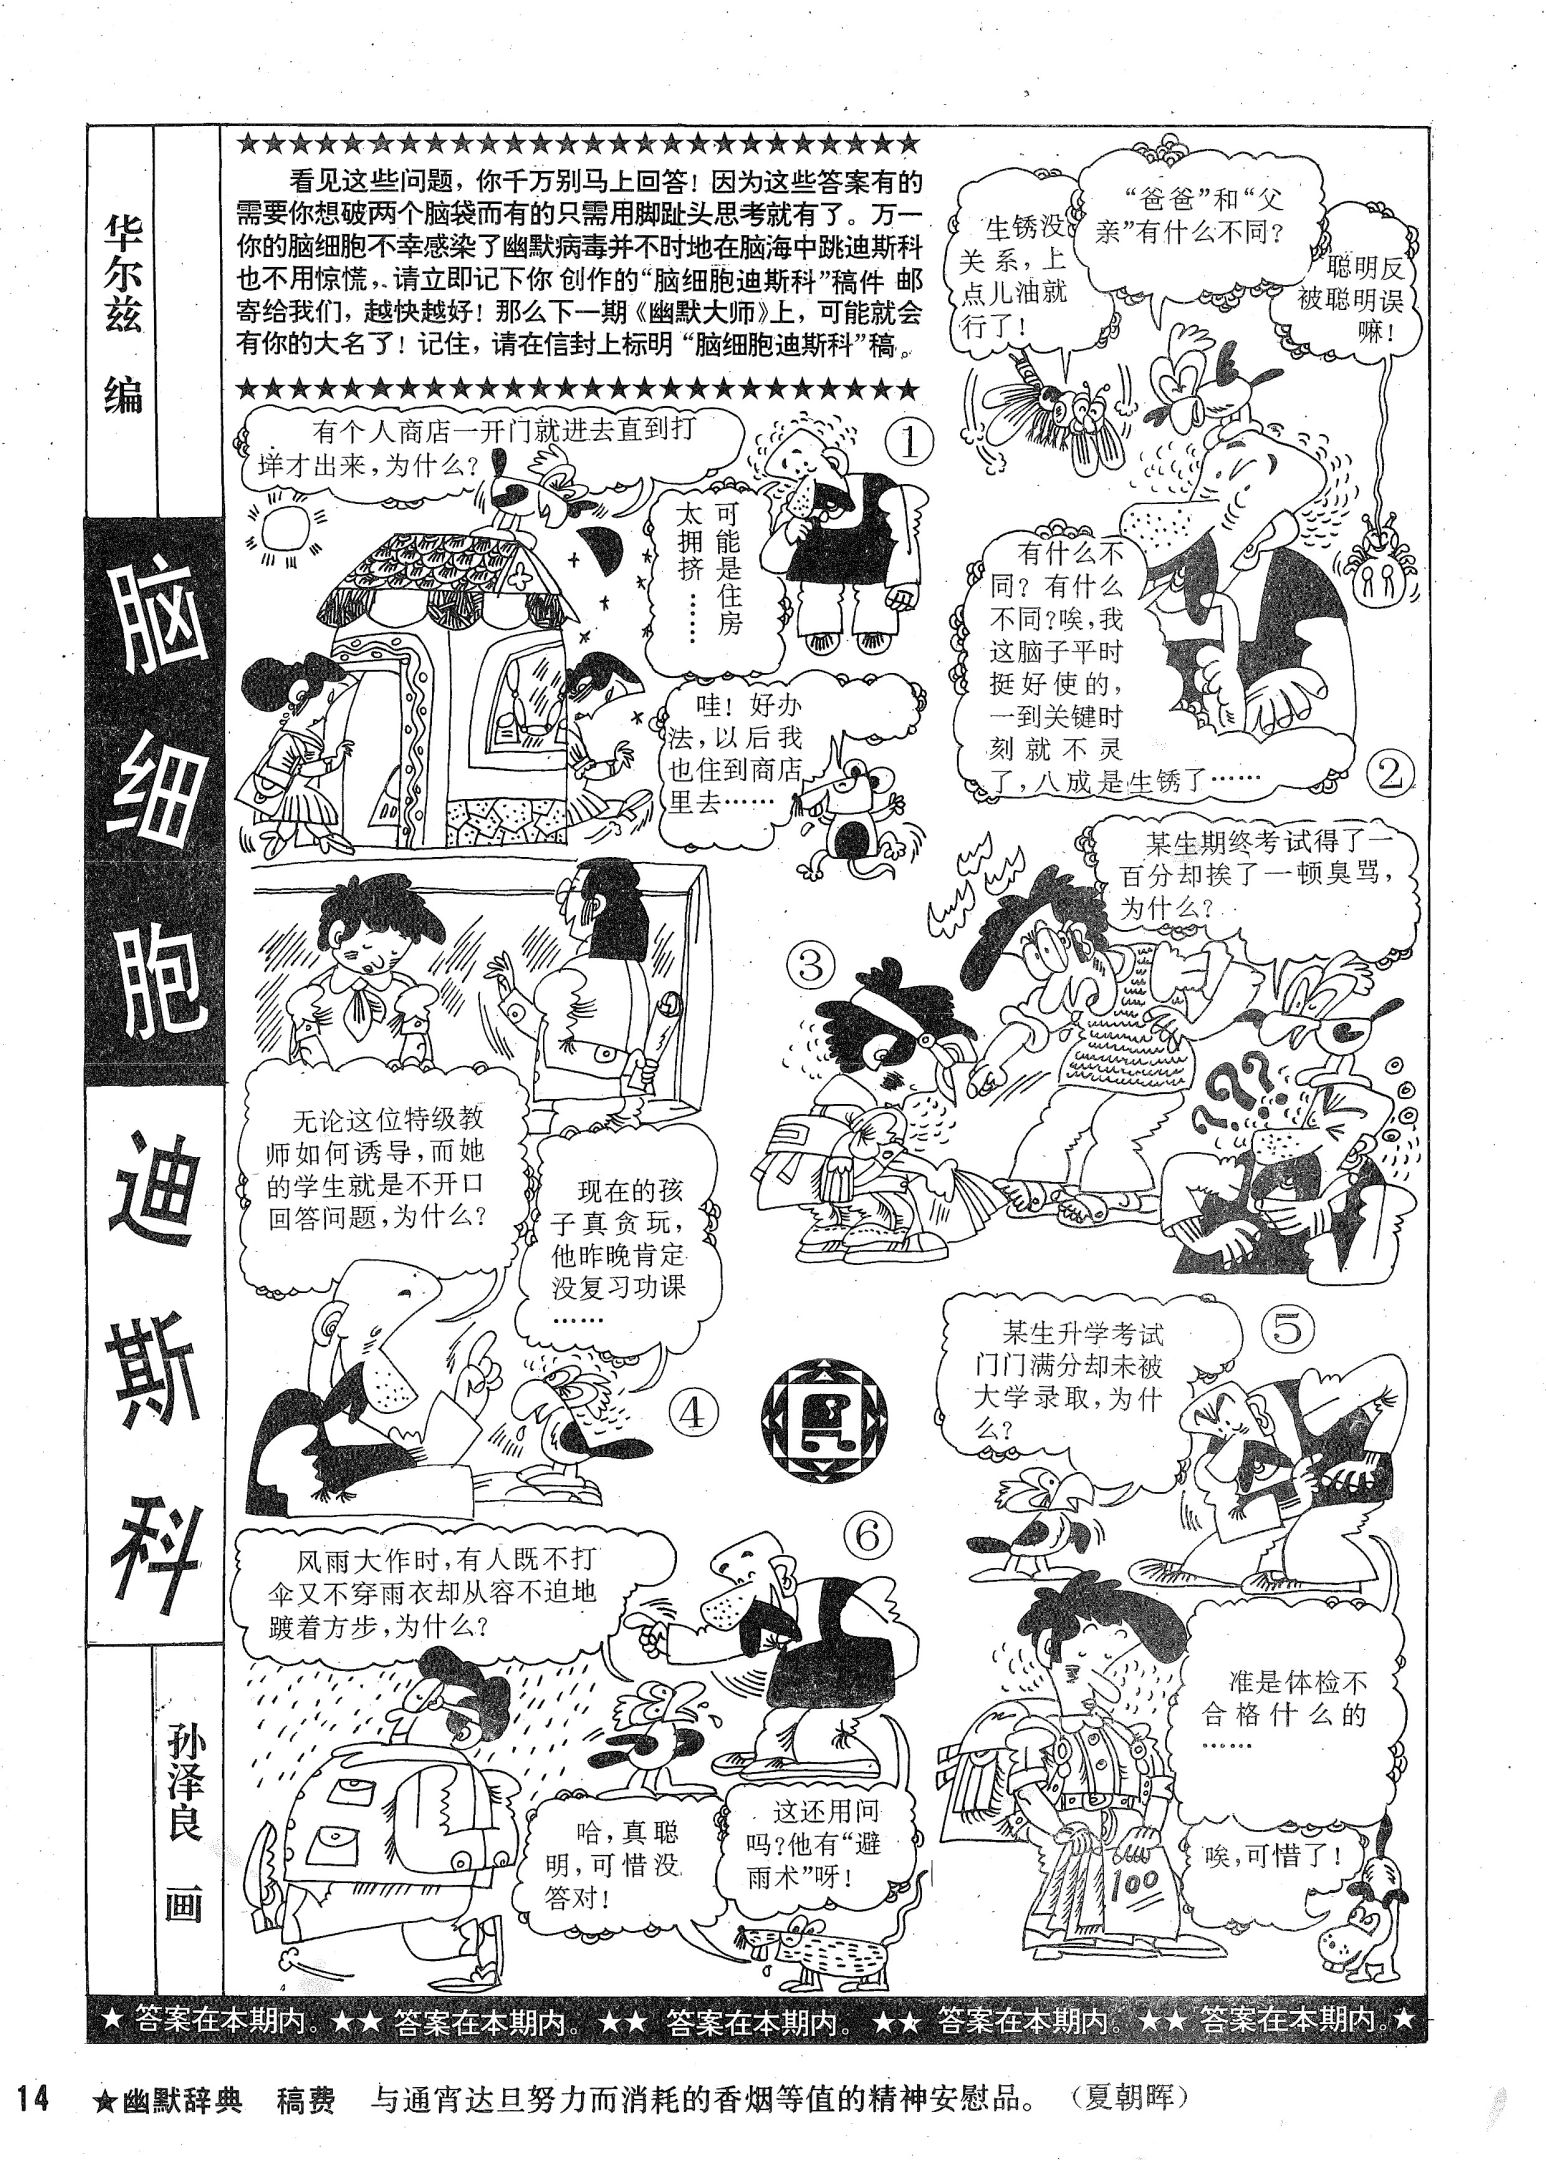 华尔兹 编
脑细胞迪斯科
孙泽良 画
看见这些问题，你千万别马上回答！因为这些答案有的
需要你想破两个脑袋而有的只需用脚趾头思考就有了。万一
你的脑细胞不幸感染了幽默病毒并不时地在脑海中跳迪斯科
也不用惊慌，请立即记下你创作的“脑细胞迪斯科”稿件 邮
寄给我们，越快越好！那么下一期《幽默大师》上，可能就会
有你的大名了！记住，请在信封上标明“脑细胞迪斯科”稿。
①
有个人商店一开门就进去直到打
烊才出来，为什么？
可能是住房
太拥挤……
哇！好办
法，以后我
也住到商店
里去……
②
“爸爸”和“父
亲”有什么不同？
生锈没
关系，上
点儿油就
行了！
聪明反
被聪明误
嘛！
有什么不
同？有什么
不同？唉，我
这脑子平时
挺好使的，
一到关键时
刻就不灵
了，八成是生锈了……
③
某生期终考试得了一
百分却挨了一顿臭骂，
为什么？
???
④
无论这位特级教
师如何诱导，而她
的学生就是不开口
回答问题，为什么？
现在的孩
子真贪玩，
他昨晚肯定
没复习功课
……
⑤
某生升学考试
门门满分却未被
大学录取，为什
么？
准是体检不
合格什么的
……
唉，可惜了！
100
⑥
风雨大作时，有人既不打
伞又不穿雨衣却从容不迫地
踱着方步，为什么？
这还用问
吗？他有“避
雨术”呀！
哈，真聪
明，可惜没
答对！
★ 答案在本期内。★★ 答案在本期内。★★ 答案在本期内。★★ 答案在本期内。★★ 答案在本期内。★
14 ★幽默辞典 稿费 与通宵达旦努力而消耗的香烟等值的精神安慰品。（夏朝晖）